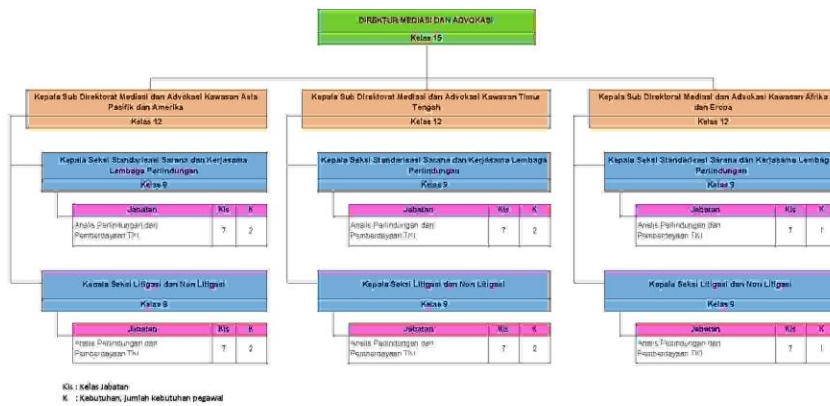 DIREKTUR MEDIASI DAN ADVOKASI
Kelas 15
Kepala Sub Direktorat Mediasi dan Advokasi Kawasan Asia
Pasifik dan Amerika
Kelas 12
Kepala Seksi Standarisasi Sarana dan Kerjasama
Lembaga Perlindungan
Kelas 9
Jabatan Kls K
Analis Perlindungan dan
Pemberdayaan TKI
7 2
Kepala Seksi Litigasi dan Non Litigasi
Kelas 9
Jabatan Kls K
Analis Perlindungan dan
Pemberdayaan TKI
7 2
Kepala Sub Direktorat Mediasi dan Advokasi Kawasan Timur
Tengah
Kelas 12
Kepala Seksi Standarisasi Sarana dan Kerjasama Lembaga
Perlindungan
Kelas 9
Jabatan Kls K
Analis Perlindungan dan
Pemberdayaan TKI
7 2
Kepala Seksi Litigasi dan Non Litigasi
Kelas 9
Jabatan Kls K
Analis Perlindungan dan
Pemberdayaan TKI
7 2
Kepala Sub Direktorat Mediasi dan Advokasi Kawasan Afrika
dan Eropa
Kelas 12
Kepala Seksi Standarisasi Sarana dan Kerjasama Lembaga
Perlindungan
Kelas 9
Jabatan Kls K
Analis Perlindungan dan
Pemberdayaan TKI
7 1
Kepala Seksi Litigasi dan Non Litigasi
Kelas 9
Jabatan Kls K
Analis Perlindungan dan
Pemberdayaan TKI
7 1
Kls : Kelas Jabatan
K : Kebutuhan, jumlah kebutuhan pegawai